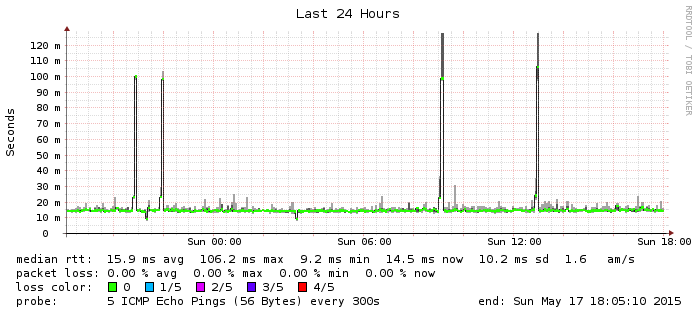 Last 24 Hours
RRDTOOL / TOBI OETIKER
Seconds
120 m
110 m
100 m
90 m
80 m
70 m
60 m
50 m
40 m
30 m
20 m
10 m
0
Sun 00:00 Sun 06:00 Sun 12:00 Sun 18:00
median rtt: 15.9 ms avg 106.2 ms max 9.2 ms min 14.5 ms now 10.2 ms sd 1.6 am/s
packet loss: 0.00 % avg 0.00 % max 0.00 % min 0.00 % now
loss color: 0 1/5 2/5 3/5 4/5
probe: 5 ICMP Echo Pings (56 Bytes) every 300s end: Sun May 17 18:05:10 2015